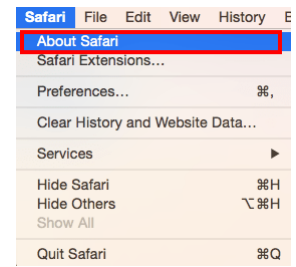 Safari File Edit View History E
About Safari
Safari Extensions...
Preferences... ⌘,
Clear History and Website Data...
Services ▶
Hide Safari ⌘H
Hide Others ⌥⌘H
Show All
Quit Safari ⌘Q